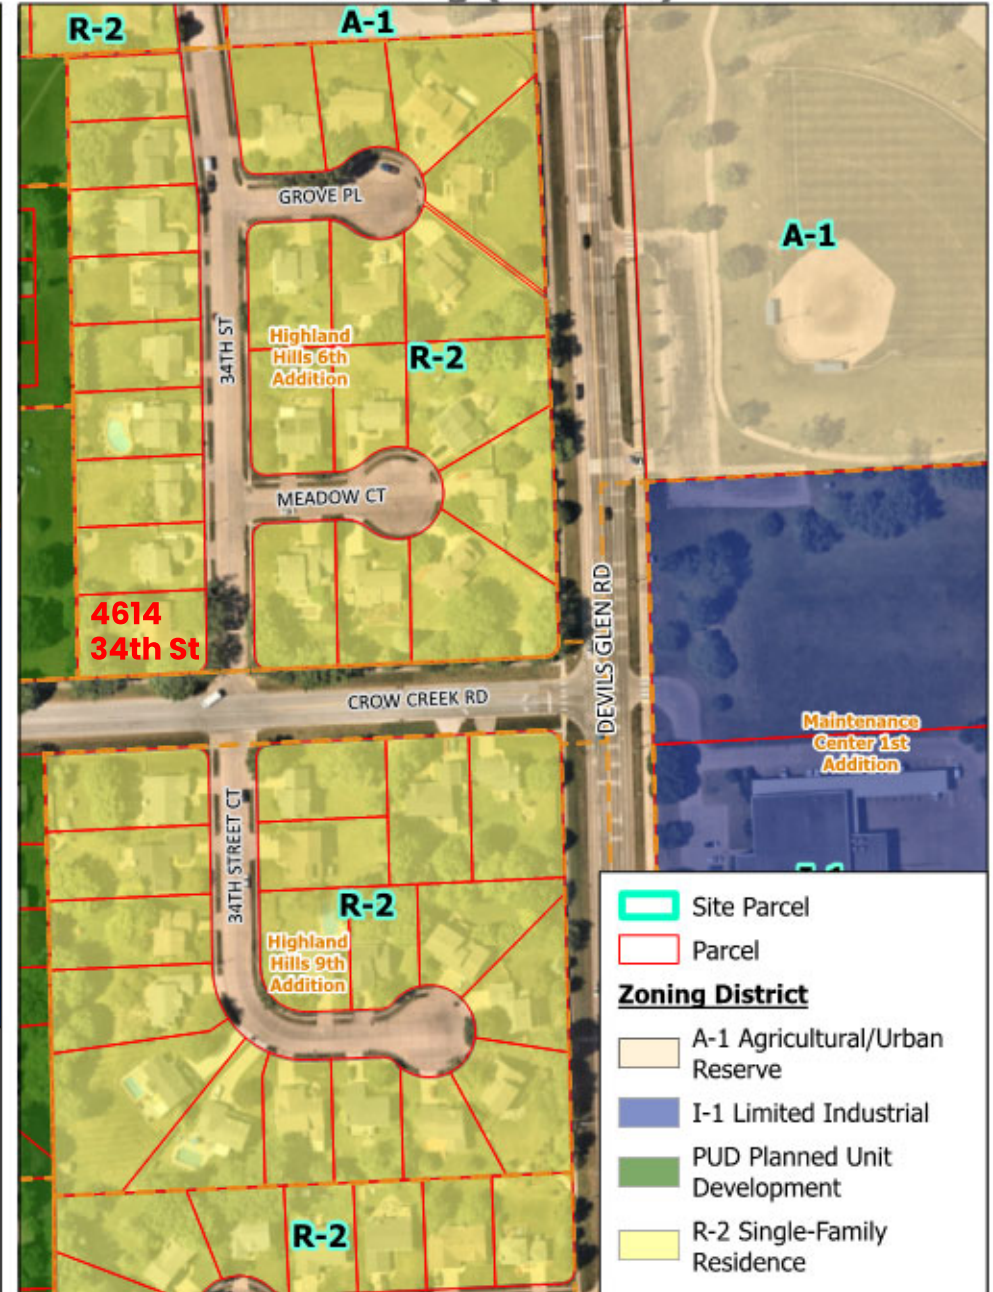 R-2
A-1
GROVE PL
A-1
34TH ST
Highland
Hills 6th
Addition
R-2
MEADOW CT
DEVILS GLEN RD
4614
34th St
CROW CREEK RD
Maintenance
Center 1st
Addition
34TH STREET CT
R-2
Highland
Hills 9th
Addition
R-2
Site Parcel
Parcel
Zoning District
A-1 Agricultural/Urban
Reserve
I-1 Limited Industrial
PUD Planned Unit
Development
R-2 Single-Family
Residence